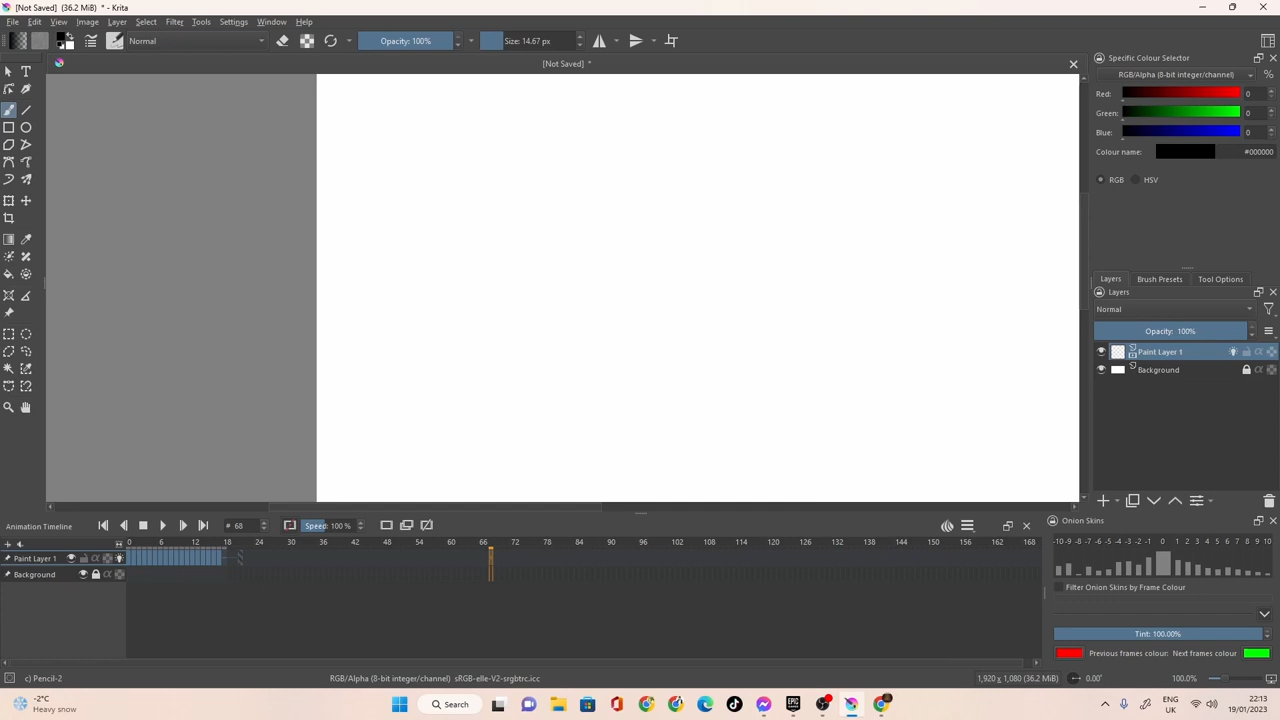 [Not Saved] (36.2 MiB) * - Krita
File Edit View Image Layer Select Filter Tools Settings Window Help
Normal Opacity: 100% Size: 14.67 px
[Not Saved] *
Specific Colour Selector
RGB/Alpha (8-bit integer/channel) %
Red: 0
Green: 0
Blue: 0
Colour name: #000000
RGB HSV
Layers Brush Presets Tool Options
Layers
Normal
Opacity: 100%
Paint Layer 1
Background
Animation Timeline # 68 Speed: 100 %
0 6 12 18 24 30 36 42 48 54 60 66 72 78 84 90 96 102 108 114 120 126 132 138 144 150 156 162 168
Paint Layer 1
Background
Onion Skins
-10 -9 -8 -7 -6 -5 -4 -3 -2 -1 0 1 2 3 4 5 6 7 8 9 10
Filter Onion Skins by Frame Colour
Tint: 100.00%
Previous frames colour: Next frames colour
c) Pencil-2 RGB/Alpha (8-bit integer/channel) sRGB-elle-V2-srgbtrc.icc 1,920 x 1,080 (36.2 MiB) 0.00° 100.0%
-2°C
Heavy snow
Search
ENG
UK
22:13
19/01/2023